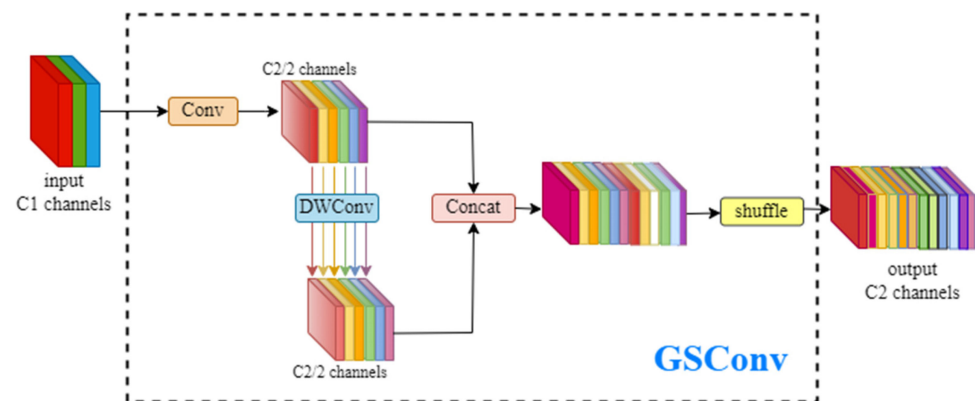 C2/2 channels
Conv
input
C1 channels
DWConv
Concat
shuffle
output
C2 channels
C2/2 channels
GSConv